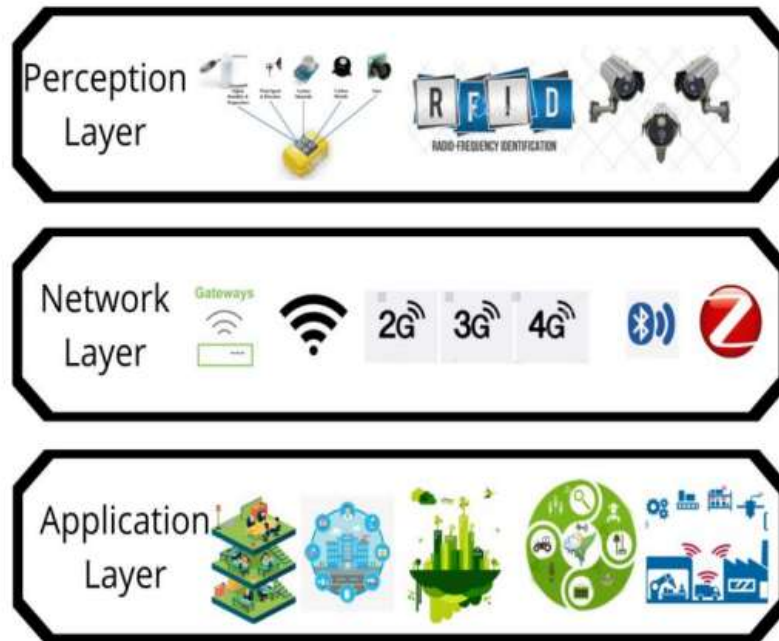 Perception
Layer
RFID
RADIO-FREQUENCY IDENTIFICATION
Network
Layer
Gateways
2G
3G
4G
Application
Layer